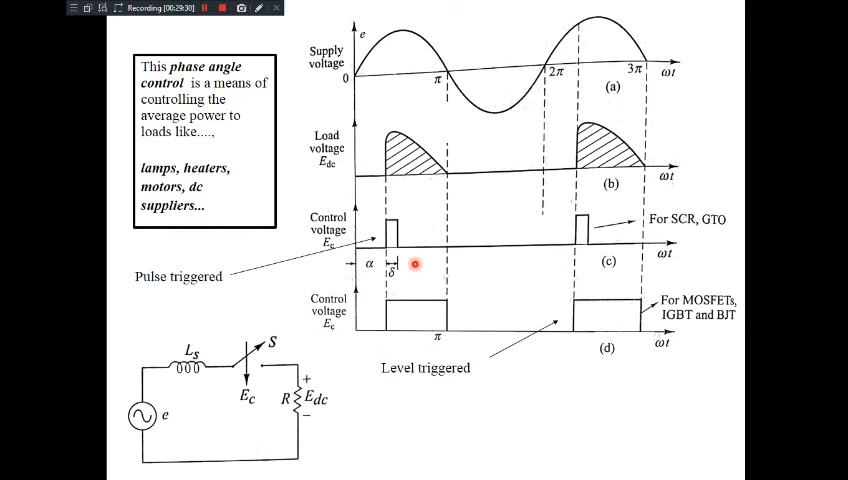 Recording [00:29:30]
This phase angle
control is a means of
controlling the
average power to
loads like....,
lamps, heaters,
motors, dc
suppliers...
e
Supply
voltage
0
π
2π
3π
ωt
(a)
Load
voltage
Edc
ωt
(b)
Control
voltage
Ec
For SCR, GTO
ωt
(c)
α
δ
Pulse triggered
Control
voltage
Ec
For MOSFETs,
IGBT and BJT
π
ωt
(d)
Level triggered
Ls
S
Ec
R
+
Edc
−
e